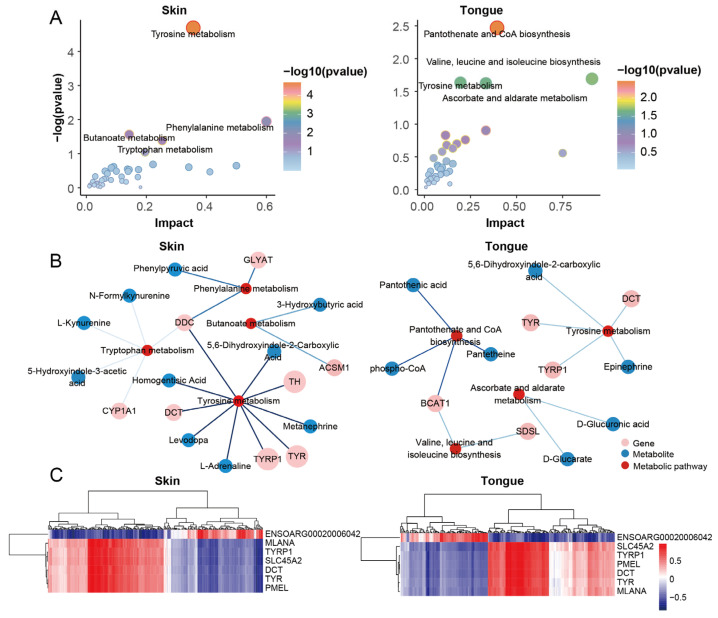 A
Skin
Tyrosine metabolism
Phenylalanine metabolism
Butanoate metabolism
Tryptophan metabolism
−log(pvalue)
4
3
2
1
0
0.0
0.2
0.4
0.6
Impact
−log10(pvalue)
4
3
2
1
Tongue
Pantothenate and CoA biosynthesis
Valine, leucine and isoleucine biosynthesis
Tyrosine metabolism
Ascorbate and aldarate metabolism
2.5
2.0
1.5
1.0
0.5
0.0
0.00
0.25
0.50
0.75
Impact
−log10(pvalue)
2.0
1.5
1.0
0.5
B
Skin
GLYAT
Phenylpyruvic acid
Phenylalanine metabolism
N-Formylkynurenine
3-Hydroxybutyric acid
L-Kynurenine
DDC
Butanoate metabolism
5,6-Dihydroxyindole-2-Carboxylic
Acid
Tryptophan metabolism
5-Hydroxyindole-3-acetic
acid
Homogentisic Acid
ACSM1
TH
CYP1A1
DCT
Tyrosine metabolism
Metanephrine
Levodopa
TYR
TYRP1
L-Adrenaline
Tongue
5,6-Dihydroxyindole-2-carboxylic
acid
Pantothenic acid
DCT
TYR
Pantothenate and CoA
biosynthesis
Tyrosine metabolism
Pantetheine
phospho-CoA
TYRP1
Epinephrine
Ascorbate and aldarate
metabolism
BCAT1
D-Glucuronic acid
SDSL
Valine, leucine and
isoleucine biosynthesis
D-Glucarate
Gene
Metabolite
Metabolic pathway
C
Skin
ENSOARG00020006042
MLANA
TYRP1
SLC45A2
DCT
TYR
PMEL
Tongue
ENSOARG00020006042
SLC45A2
TYRP1
PMEL
DCT
TYR
MLANA
0.5
0
-0.5